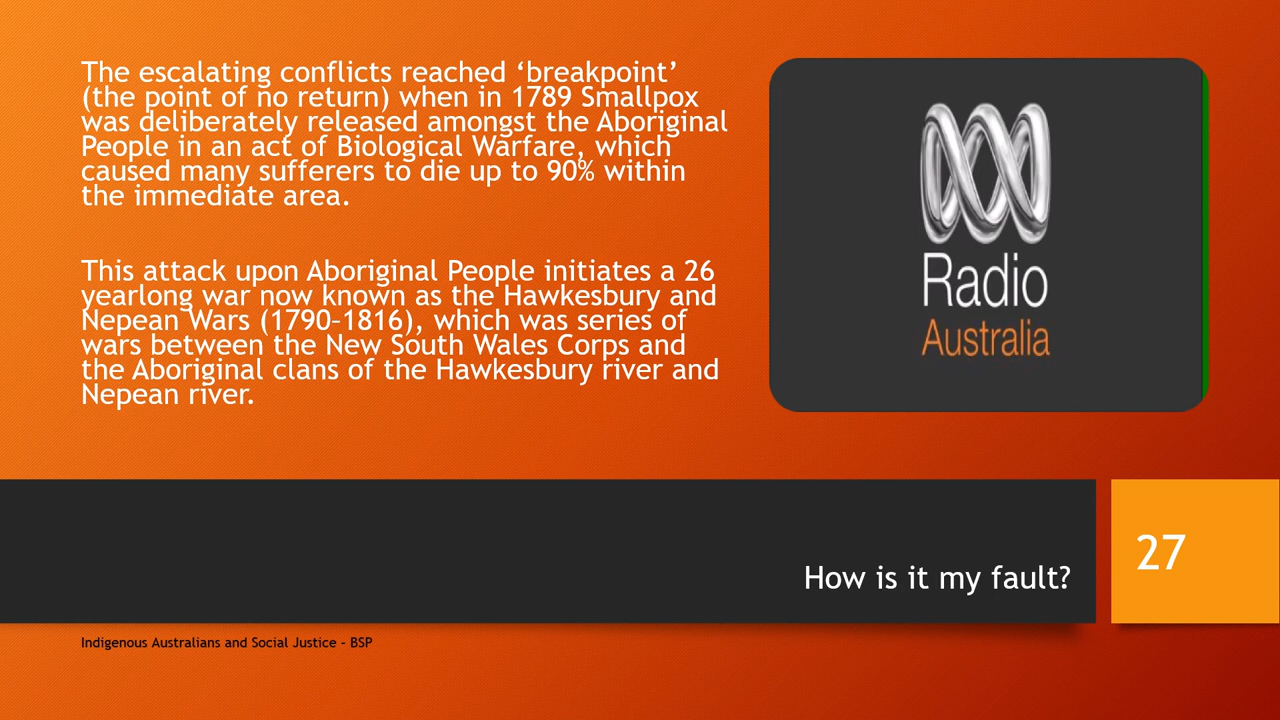 The escalating conflicts reached ‘breakpoint’
(the point of no return) when in 1789 Smallpox
was deliberately released amongst the Aboriginal
People in an act of Biological Warfare, which
caused many sufferers to die up to 90% within
the immediate area.
This attack upon Aboriginal People initiates a 26
yearlong war now known as the Hawkesbury and
Nepean Wars (1790–1816), which was series of
wars between the New South Wales Corps and
the Aboriginal clans of the Hawkesbury river and
Nepean river.
Radio
Australia
How is it my fault?
27
Indigenous Australians and Social Justice - BSP